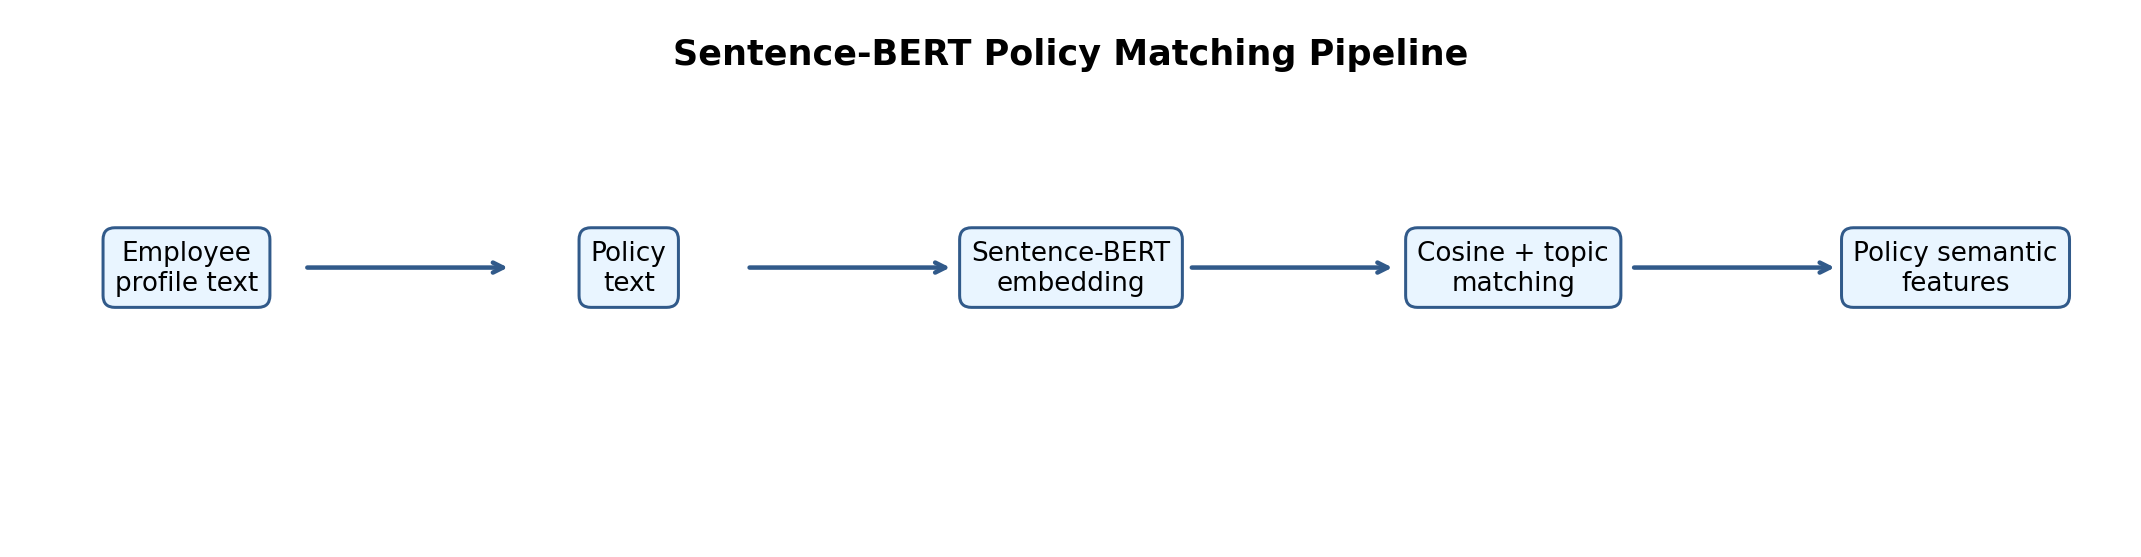 Sentence-BERT Policy Matching Pipeline
Employee
profile text
Policy
text
Sentence-BERT
embedding
Cosine + topic
matching
Policy semantic
features